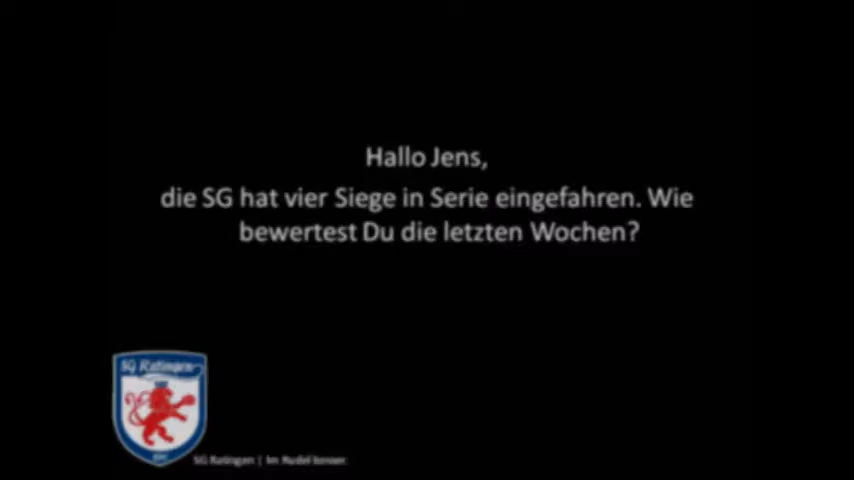 Hallo Jens,
die SG hat vier Siege in Serie eingefahren. Wie
bewertest Du die letzten Wochen?
SG Ratingen
SG Ratingen | Im Rudel besser.